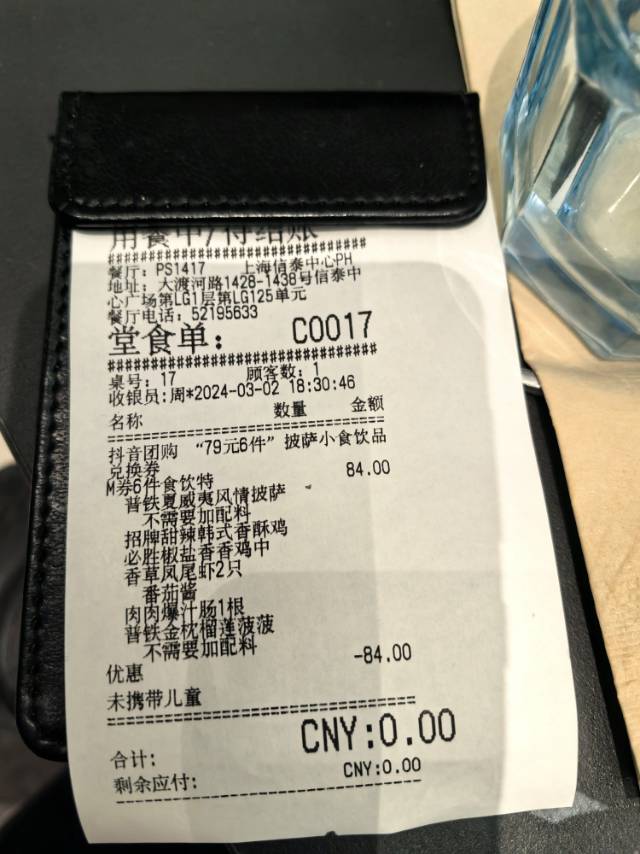 用餐中/待结账
########################################
餐厅: PS1417 上海信泰中心PH
地址: 大渡河路1428-1438号信泰中
心广场第LG1层第LG125单元
餐厅电话: 52195633
堂食单: C0017
########################################
桌号: 17 顾客数: 1
收银员:周*2024-03-02 18:30:46
名称 数量 金额
========================================
抖音团购 “79元6件” 披萨小食饮品
兑换券 84.00
M券6件食饮特
普铁夏威夷风情披萨
不需要加配料
招牌甜辣韩式香酥鸡
必胜椒盐香香鸡中
香草凤尾虾2只
番茄酱
肉肉爆汁肠1根
普铁金枕榴莲菠菠
不需要加配料
优惠 -84.00
未携带儿童
========================================
合计: CNY:0.00
剩余应付: CNY:0.00
----------------------------------------